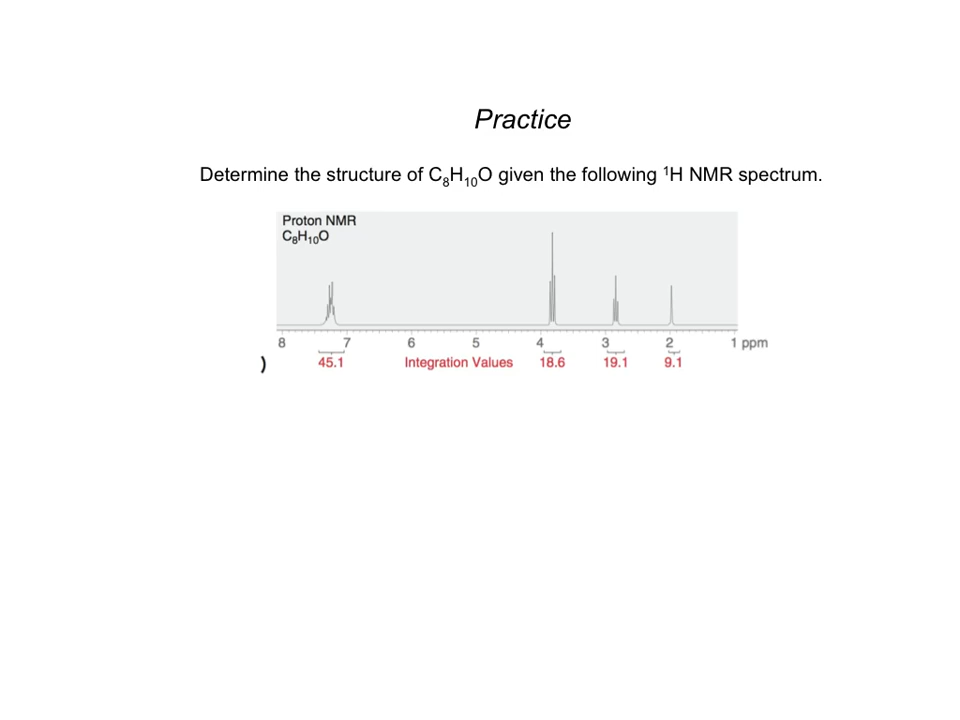 Practice
Determine the structure of C₈H₁₀O given the following ¹H NMR spectrum.
Proton NMR
C₈H₁₀O
8 7 6 5 4 3 2 1 ppm
) 45.1 Integration Values 18.6 19.1 9.1